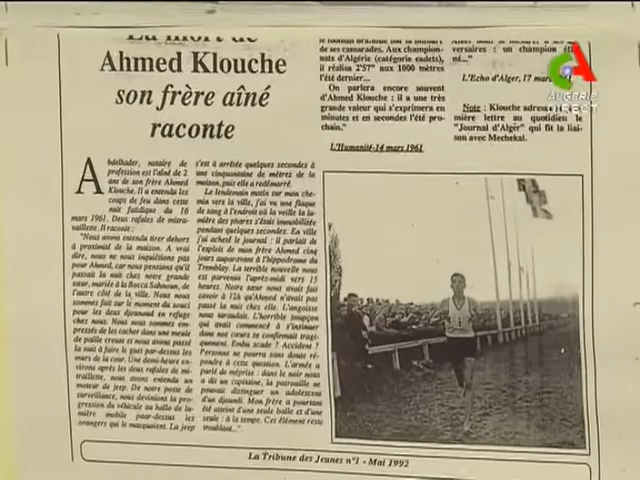 La mort de
Ahmed Klouche
son frère aîné
raconte
Abdelkader, notaire de
profession est l'aîné de 2
ans de son frère Ahmed
Klouche. Il a entendu les
coups de feu dans cette
nuit fatidique du 16
mars 1961. Deux rafales de mitra-
vaillette. Il raconte :
"Nous avons entendu tirer dehors
à proximité de la maison. A vrai
dire, nous ne nous inquiétions pas
pour Ahmed, car nous pensions qu'il
passait la nuit chez notre grande
sœur, mariée à la Bocca Sahnoun, de
l'autre côté de la ville. Nous nous
sommes fait sur le moment du souci
pour les deux djounoud en refuge
chez nous. Nous nous sommes em-
pressés de les cacher dans une meule
de paille creuse et nous avons passé
la nuit à faire le guet par-dessus les
murs de la cour. Une demi-heure en-
virons après les deux rafales de mi-
traillette, nous avons entendu un
moteur de jeep. De notre poste de
surveillance, nous devinions la pro-
gression du véhicule au hallo de lu-
mière mobile paar-dessus les
orangers qui le masquaient. La jeep
s'est à arrêtée quelques secondes à
une cinquantaine de mètres de la
maison, puis elle a redémarré.
Le lendemain matin sur mon che-
min vers la ville, j'ai vu une flaque
de sang à l'endroit où la veille la lu-
mière des phares s'était immobilisée
pendant quelques secondes. En ville
j'ai acheté le journal : il parlait de
l'exploit de mon frère Ahmed cinq
jours auparavant à l'hippodrome du
Tremblay. La terrible nouvelle nous
est parvenue l'après-midi vers 15
heures. Notre sœur nous avait fait
savoir à 12h qu'Ahmed n'avait pas
passé la nuit chez elle. L'angoisse
nous taraudais. L'horrible soupçon
qui avait commencé à s'insinuer
dans nos cœurs se confirmait tragi-
quement. Embu scade ? Accident ?
Personne ne pourra sans doute ré-
pondre à cette question. L'armée a
parlé de méprise : dans le noir nous
a dit un capitaine, la patrouille ne
pouvait distinguer un adolescent
d'un djoundi. Mon frère a pourtant
été atteint d'une seule balle et d'une
seule : à la tempe. Cet élément reste
troublant..."
de ses camarades. Aux champion-
nats d'Algérie (catégorie cadets),
il réalisa 2'57" aux 1000 mètres
l'été dernier...
On parlera encore souvent
d'Ahmed Klouche : il a une très
grande valeur qui s'exprimera en
minutes et en secondes l'été pro-
chain."
L'Humanité-14 mars 1961
versaires : un champion
né..."
L'Echo d'Alger, 17 mars 1961
Note : Klouche
mière lettre au quotidien le
"Journal d'Alger" qui fit la liai-
son avec Mechekal.
ALGERIE
DIRECT
La Tribune des Jeunes n°1 - Mai 1992